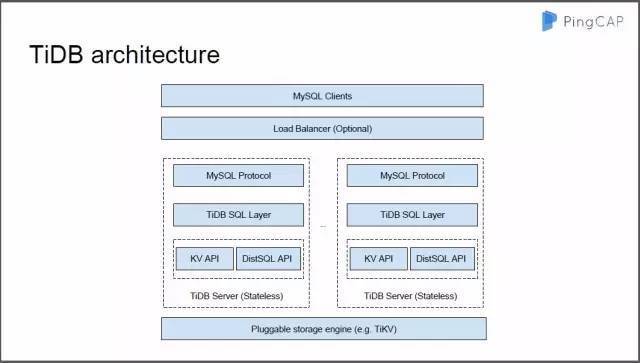 PingCAP
TiDB architecture
MySQL Clients
Load Balancer (Optional)
MySQL Protocol
TiDB SQL Layer
KV API
DistSQL API
TiDB Server (Stateless)
...
MySQL Protocol
TiDB SQL Layer
KV API
DistSQL API
TiDB Server (Stateless)
Pluggable storage engine (e.g. TiKV)